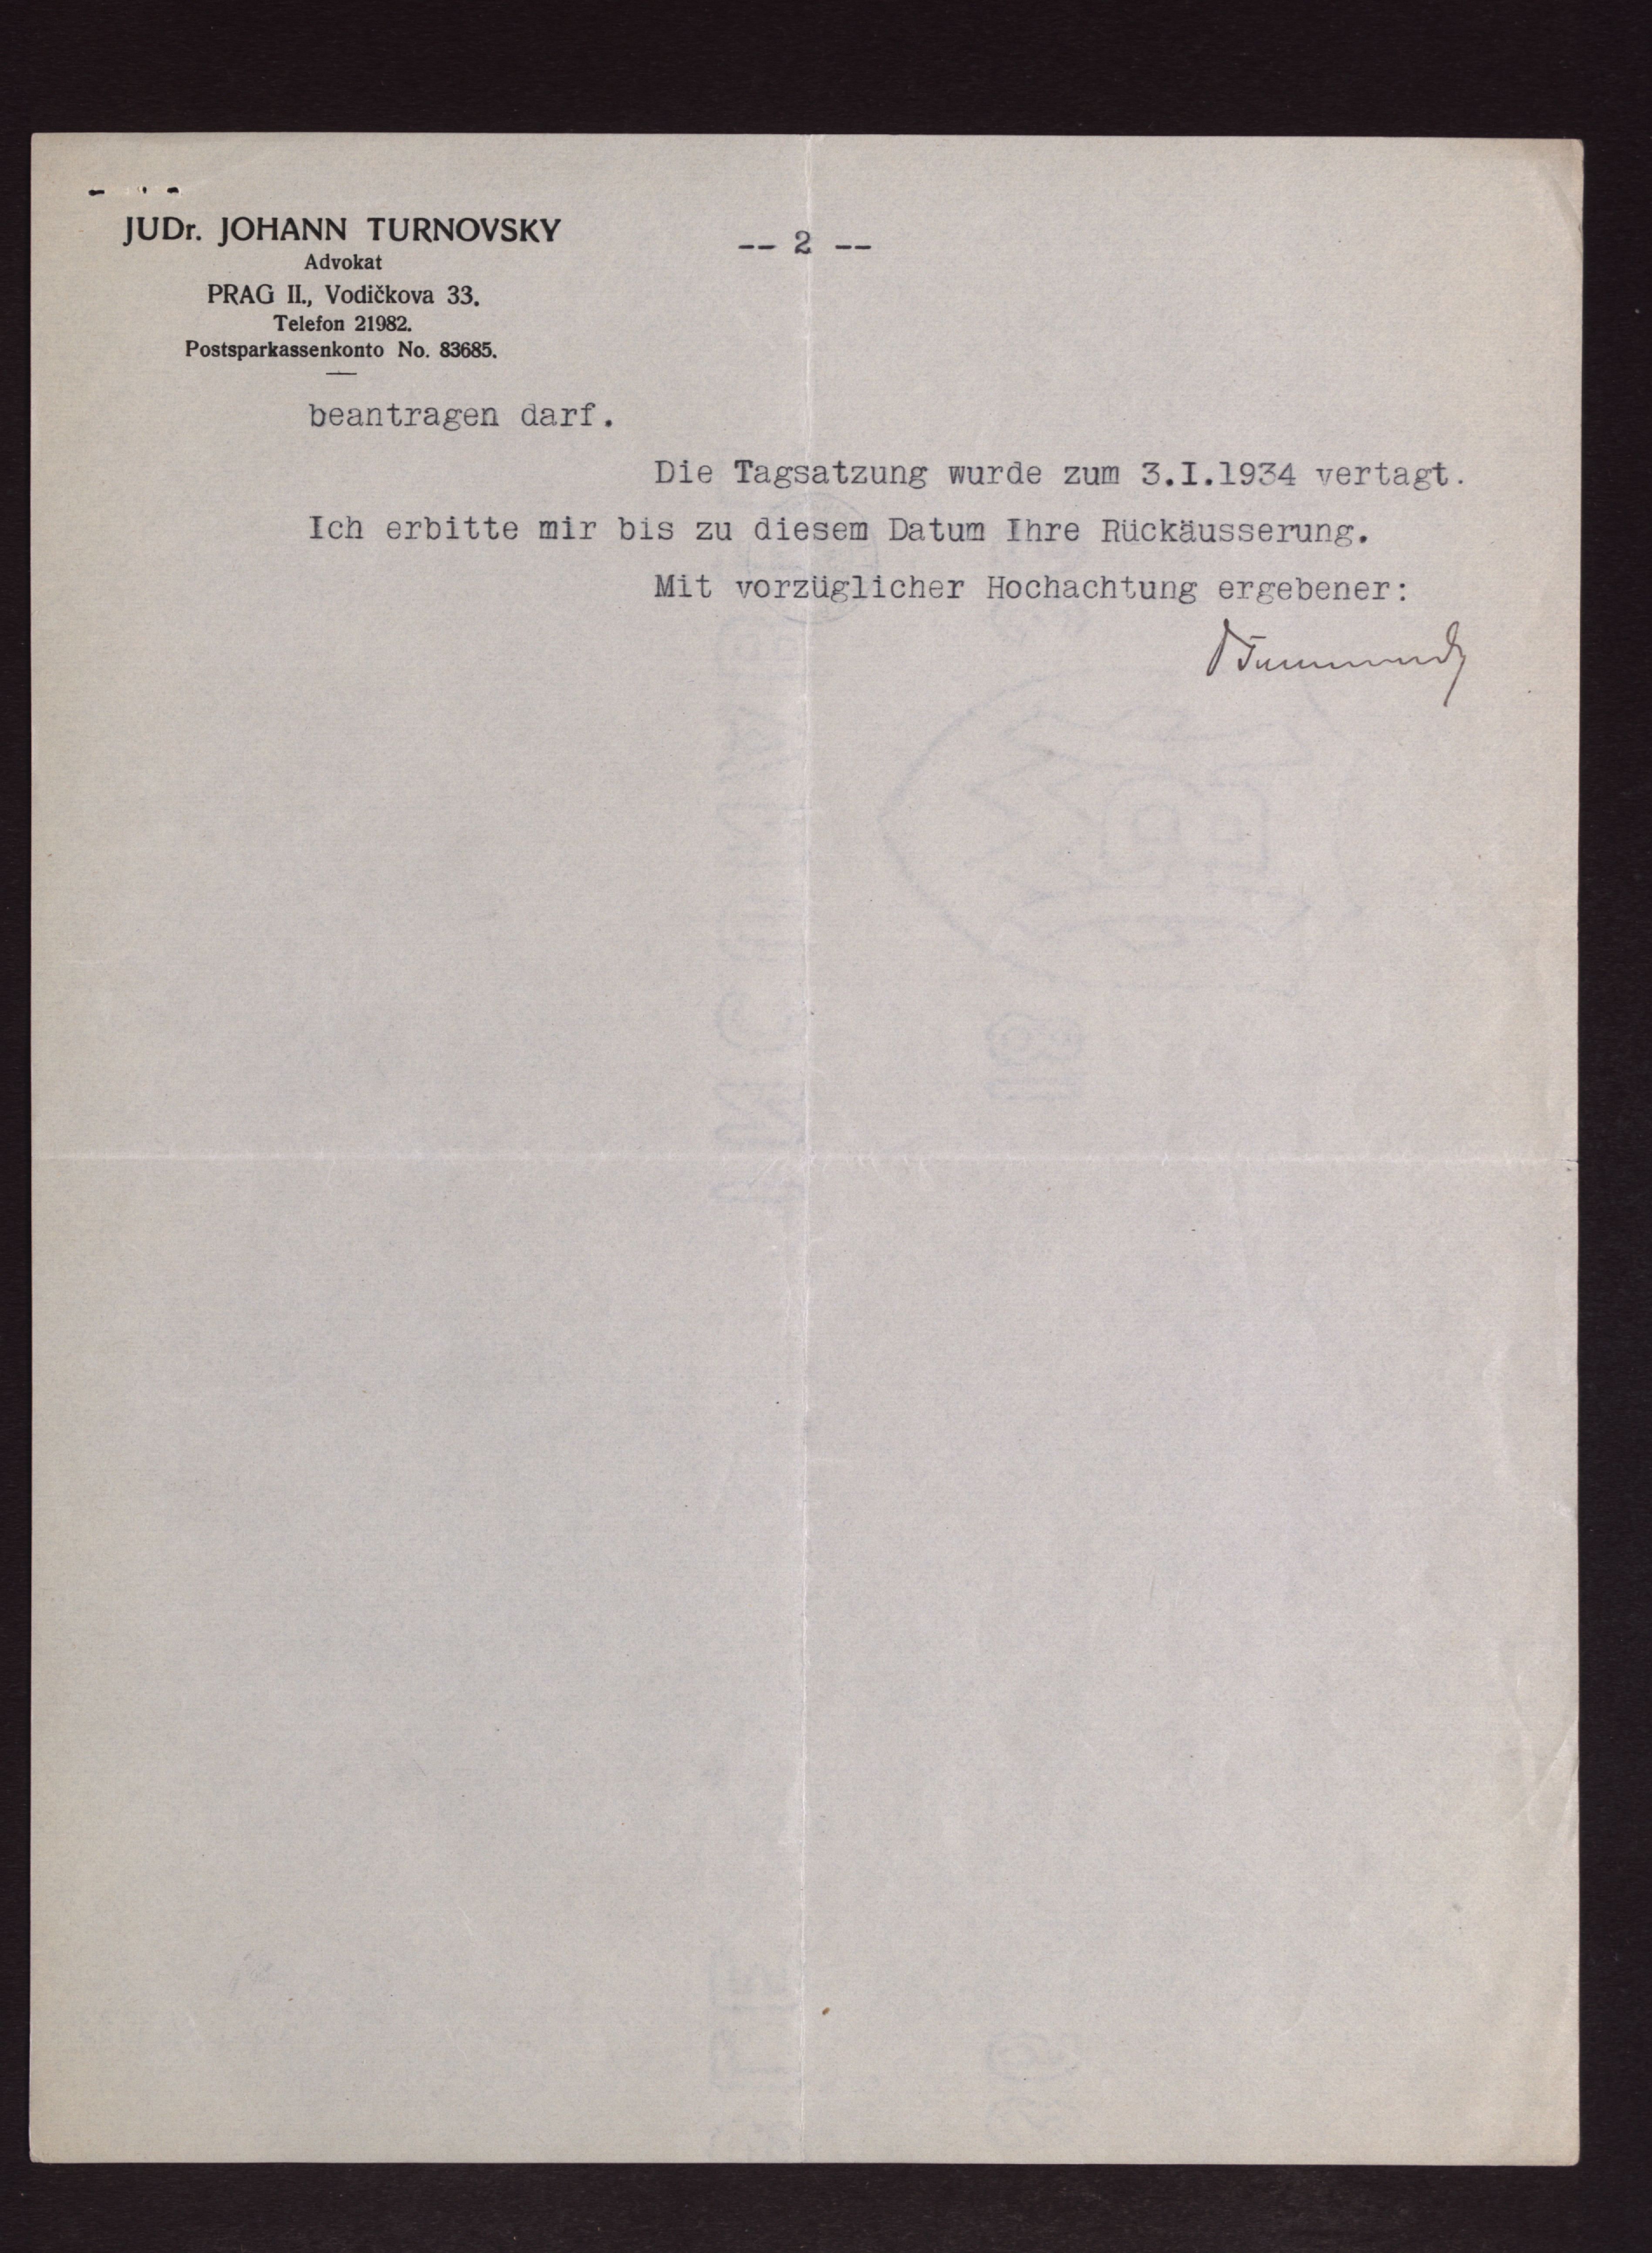 JUDr. JOHANN TURNOVSKY
Advokat
PRAG II., Vodičkova 33.
Telefon 21982.
Postsparkassenkonto No. 83685.
-- 2 --
beantragen darf.
Die Tagsatzung wurde zum 3.I.1934 vertagt.
Ich erbitte mir bis zu diesem Datum Ihre Rückäusserung.
Mit vorzüglicher Hochachtung ergebener: